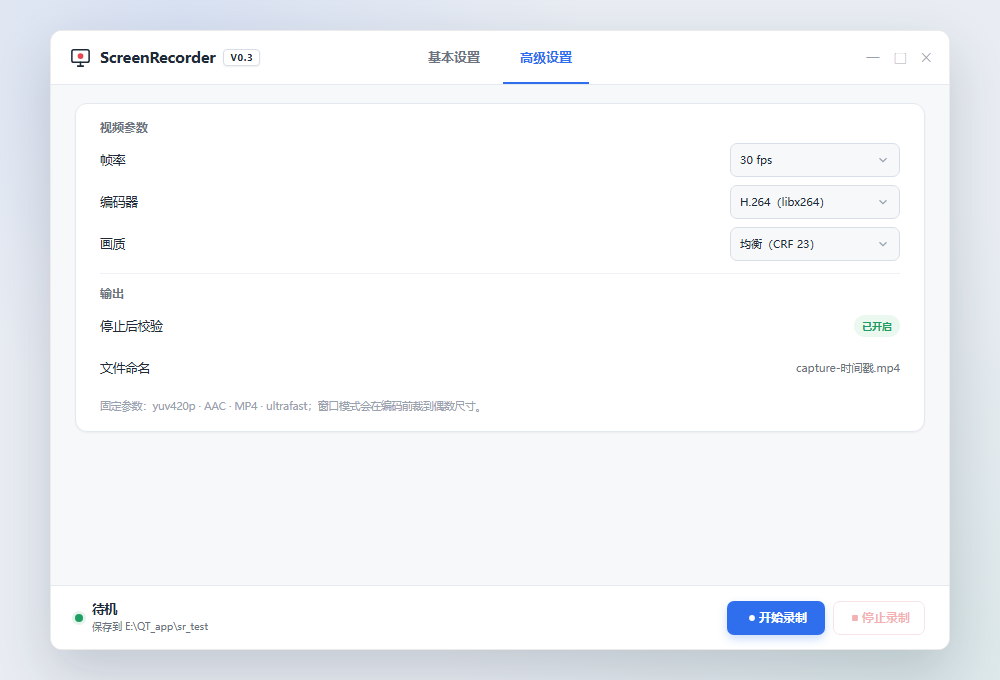 ScreenRecorder V0.3 基本设置 高级设置
视频参数
帧率 30 fps
编码器 H.264（libx264）
画质 均衡（CRF 23）
输出
停止后校验 已开启
文件命名 capture-时间戳.mp4
固定参数：yuv420p · AAC · MP4 · ultrafast；窗口模式会在编码前裁到偶数尺寸。
待机
保存到 E:\QT_app\sr_test
开始录制 停止录制